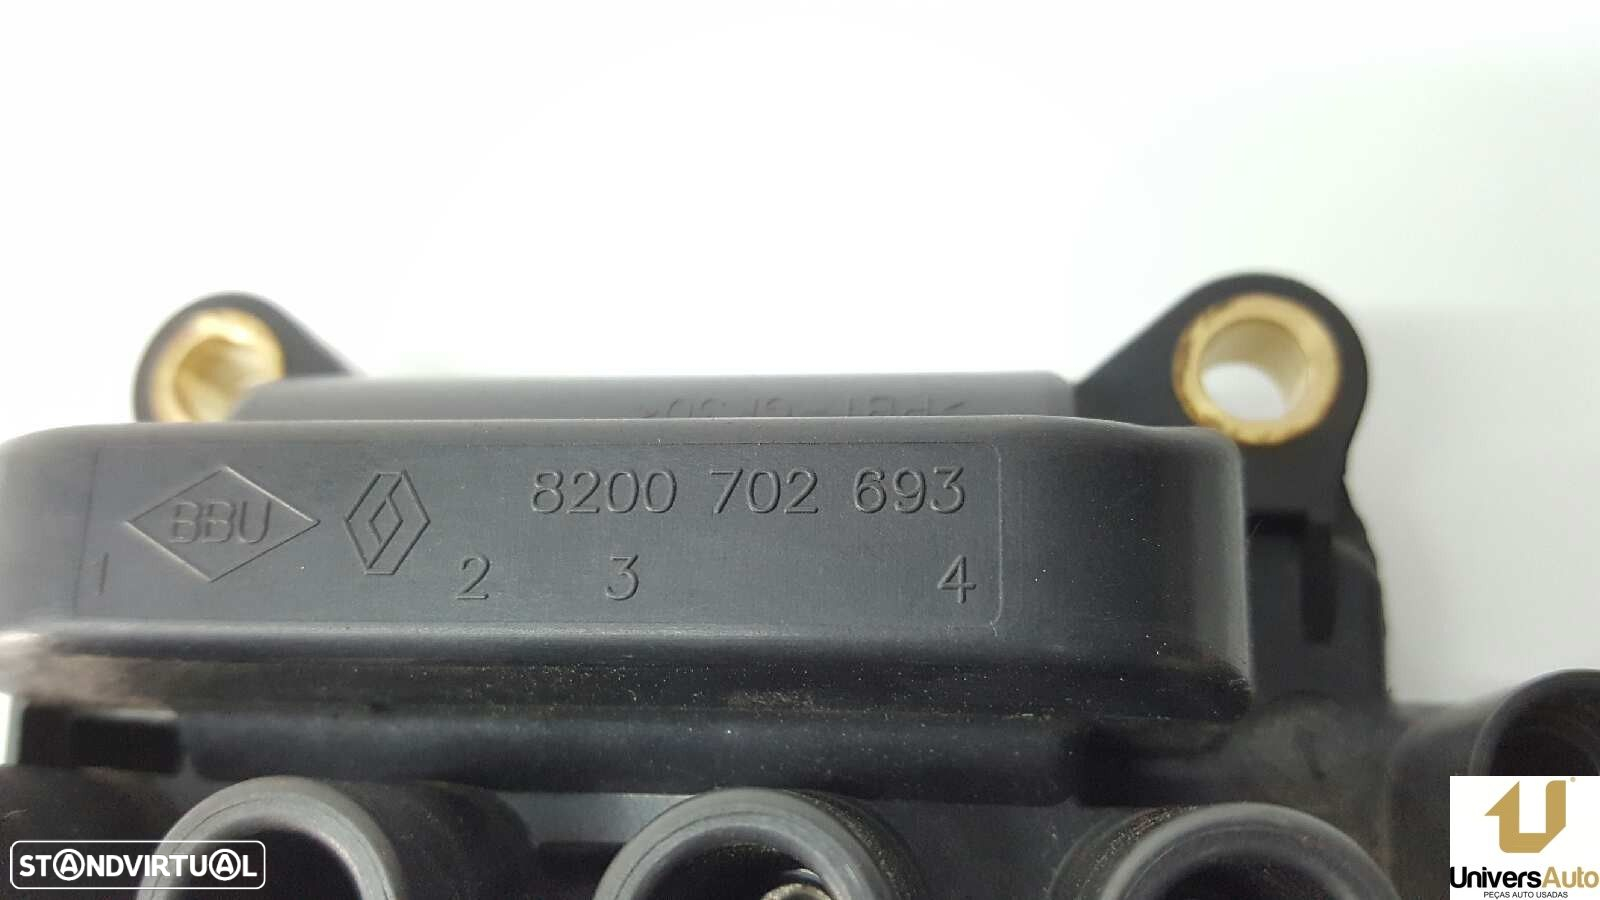 8200 702 693
BBU
1 2 3 4
STANDVIRTUAL
UniversAuto
PEÇAS AUTO USADAS